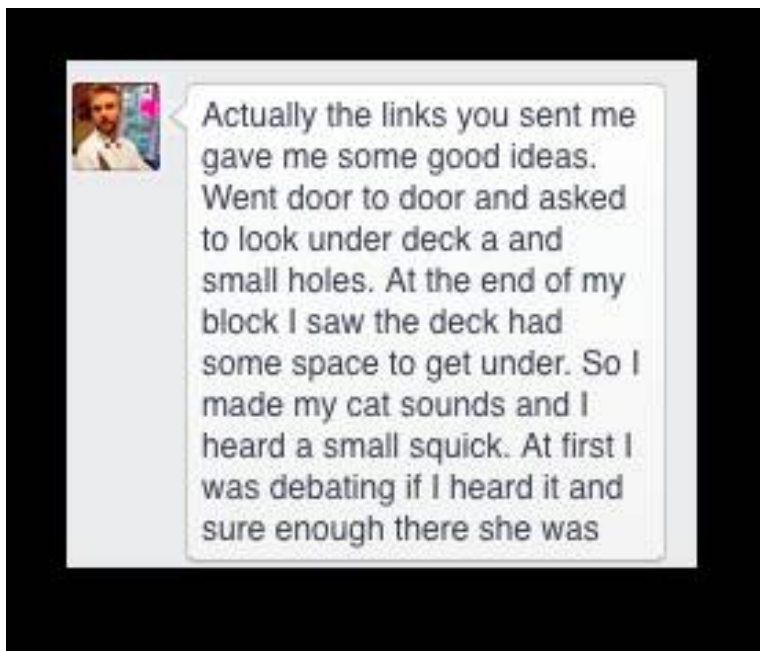 Actually the links you sent me
gave me some good ideas.
Went door to door and asked
to look under deck a and
small holes. At the end of my
block I saw the deck had
some space to get under. So I
made my cat sounds and I
heard a small squick. At first I
was debating if I heard it and
sure enough there she was